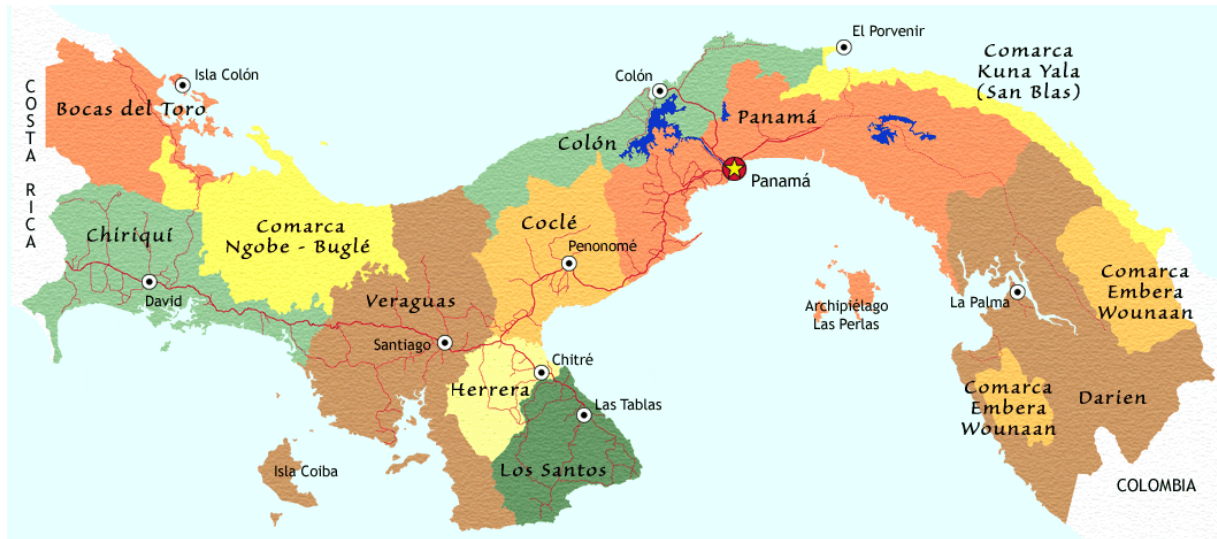 COSTA RICA
Bocas del Toro
Isla Colón
Chiriquí
David
Comarca
Ngobe - Buglé
Veraguas
Santiago
Isla Coiba
Coclé
Penonomé
Herrera
Chitré
Las Tablas
Los Santos
Colón
Colón
Panamá
Panamá
El Porvenir
Comarca
Kuna Yala
(San Blas)
Archipiélago
Las Perlas
La Palma
Comarca
Embera
Wounaan
Comarca
Embera
Wounaan
Darien
COLOMBIA